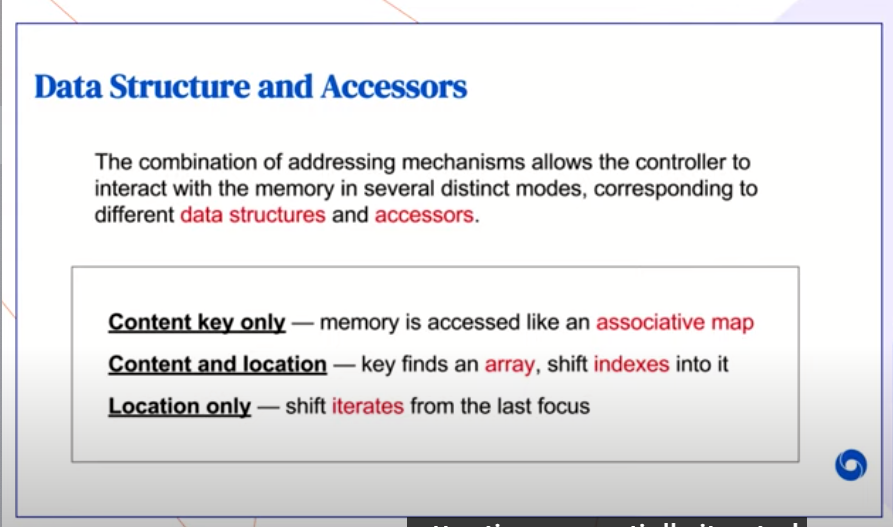 Data Structure and Accessors
The combination of addressing mechanisms allows the controller to
interact with the memory in several distinct modes, corresponding to
different data structures and accessors.
Content key only — memory is accessed like an associative map
Content and location — key finds an array, shift indexes into it
Location only — shift iterates from the last focus